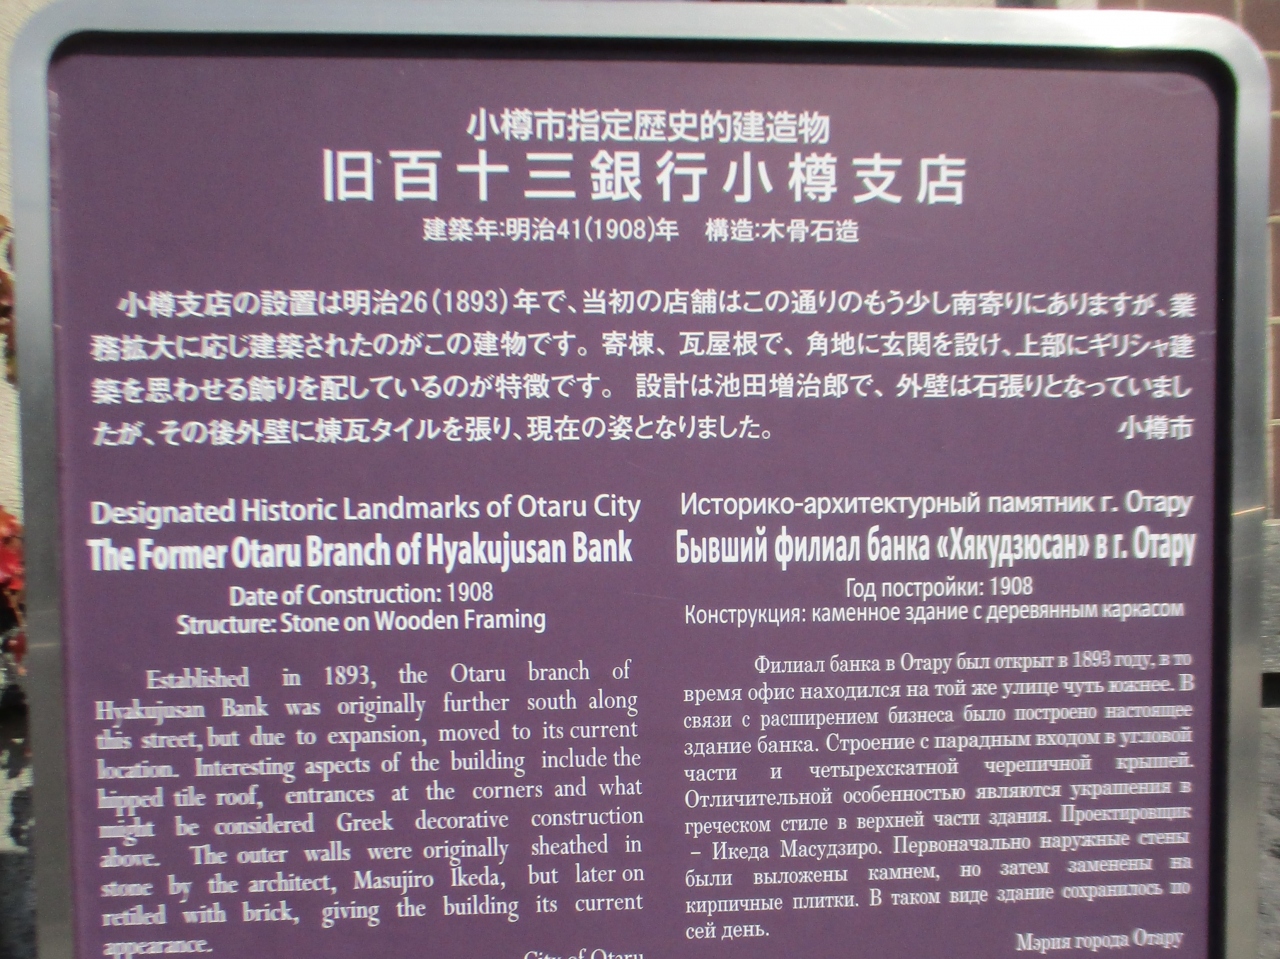 小樽市指定歴史的建造物
旧百十三銀行小樽支店
建築年:明治41(1908)年　構造:木骨石造
小樽支店の設置は明治26(1893)年で、当初の店舗はこの通りのもう少し南寄りにありますが、業
務拡大に応じ建築されたのがこの建物です。寄棟、瓦屋根で、角地に玄関を設け、上部にギリシャ建
築を思わせる飾りを配しているのが特徴です。 設計は池田増治郎で、外壁は石張りとなっていまし
たが、その後外壁に煉瓦タイルを張り、現在の姿となりました。
小樽市
Designated Historic Landmarks of Otaru City
The Former Otaru Branch of Hyakujusan Bank
Date of Construction: 1908
Structure: Stone on Wooden Framing
Established in 1893, the Otaru branch of
Hyakujusan Bank was originally further south along
this street, but due to expansion, moved to its current
location. Interesting aspects of the building include the
hipped tile roof, entrances at the corners and what
might be considered Greek decorative construction
above. The outer walls were originally sheathed in
stone by the architect, Masujiro Ikeda, but later on
retiled with brick, giving the building its current
appearance.
City of Otaru
Историко-архитектурный памятник г. Отару
Бывший филиал банка «Хякудзюсан» в г. Отару
Год постройки: 1908
Конструкция: каменное здание с деревянным каркасом
Филиал банка в Отару был открыт в 1893 году, в то
время офис находился на той же улице чуть южнее. В
связи с расширением бизнеса было построено настоящее
здание банка. Строение с парадным входом в угловой
части и четырехскатной черепичной крышей.
Отличительной особенностью являются украшения в
греческом стиле в верхней части здания. Проектировщик
– Икеда Масудзиро. Первоначально наружные стены
были выложены камнем, но затем заменены на
кирпичные плитки. В таком виде здание сохранилось по
сей день.
Мэрия города Отару